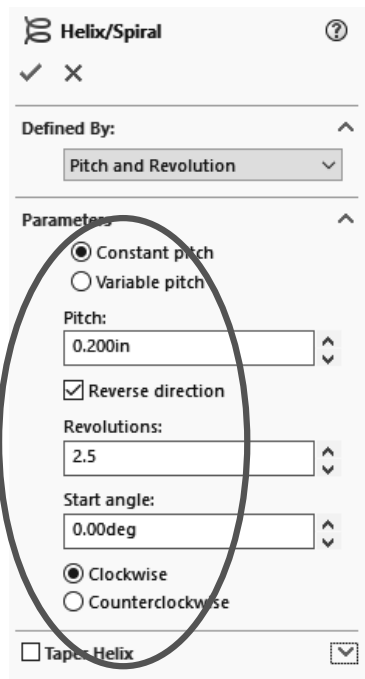 Helix/Spiral
Defined By:
Pitch and Revolution
Parameters
Constant pitch
Variable pitch
Pitch:
0.200in
Reverse direction
Revolutions:
2.5
Start angle:
0.00deg
Clockwise
Counterclockwise
Taper Helix